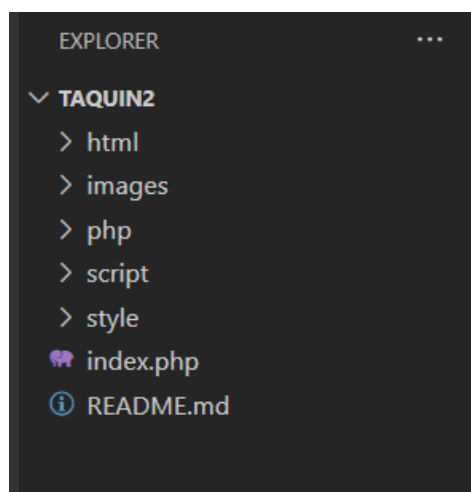 EXPLORER
TAQUIN2
html
images
php
script
style
index.php
README.md